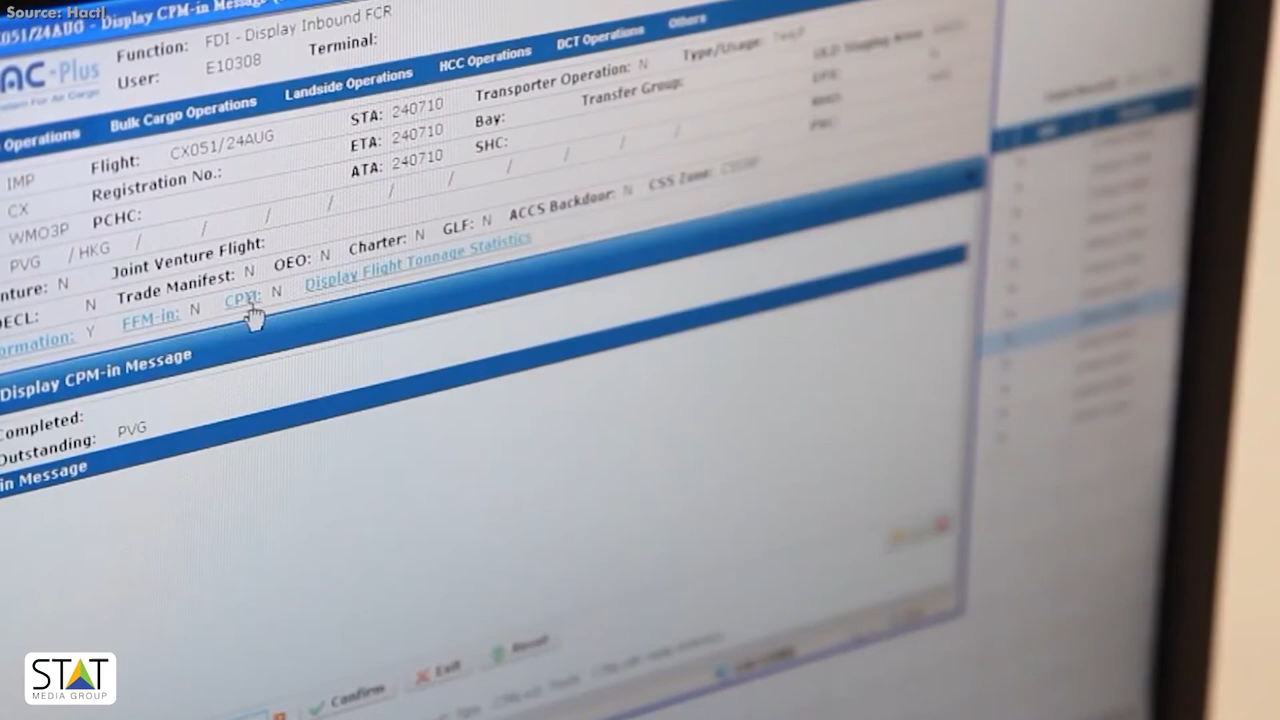 Source: Hactl
051/24AUG - Display CPM-in Message
Function: FDI - Display Inbound FCR
User: E10308 Terminal:
AC-Plus
Operations Bulk Cargo Operations Landside Operations HCC Operations DCT Operations Others
IMP Flight: CX051/24AUG STA: 240710 Transporter Operation: N Type/Usage:
CX Registration No.: ETA: 240710 Bay: Transfer Group:
WMO3P PCHC: ATA: 240710 SHC:
PVG / HKG / / / / / / / / /
nture: N Joint Venture Flight:
DECL: N Trade Manifest: N OEO: N Charter: N GLF: N ACCS Backdoor: N CSS Zone:
ormation: Y FFM-in: N CPM: N Display Flight Tonnage Statistics
Display CPM-in Message
Completed:
Outstanding: PVG
in Message
Confirm Exit Reset
STAT
MEDIA GROUP